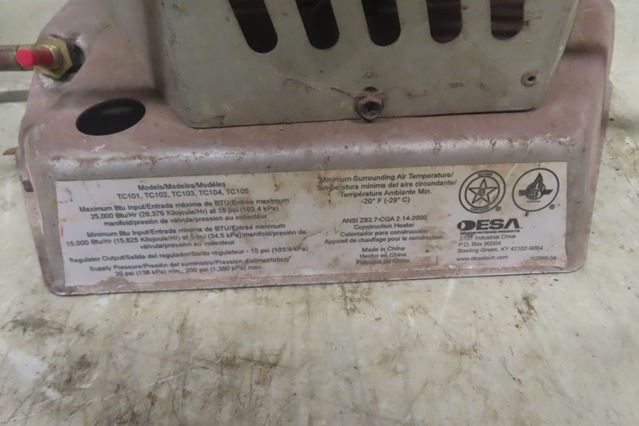 Models/Modelos/Modèles
TC101, TC102, TC103, TC104, TC105
Maximum Btu Input/Entrada máxima de BTU/Entrée maximum
25,000 Btu/Hr (26,376 Kilojoule/Hr) at 15 psi (103.4 kPa)
manifold/presión en válvula/pression au collecteur
Minimum Btu Input/Entrada mínima de BTU/Entrée minimum
15,000 Btu/Hr (15,825 Kilojoule/Hr) at 5 psi (34.5 kPa) manifold/presión de
válvula/pression au collecteur
Regulator Output/Salida del regulador/Sortie régulateur - 15 psi (103.4 kPa)
Supply Pressure/Presión del suministro/Pression d'alimentation
20 psi (138 kPa) min., 200 psi (1,380 kPa) max.
Minimum Surrounding Air Temperature/
Temperatura mínima del aire circundante/
Température Ambiante Min.
-20° F (-29° C)
ANSI Z83.7•CGA 2.14-2000
Construction Heater
Calentador para construcción
Appareil de chauffage pour la construction
Made in China
Hecho en China
Fabriqué en Chine
DESA
Industrial Drive
P.O. Box 90004
Bowling Green, KY 42102-9004
www.desatech.com